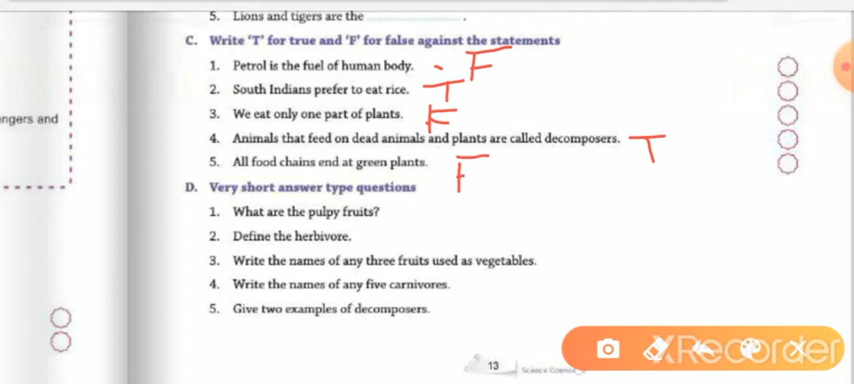 5. Lions and tigers are the ............................ .
C. Write 'T' for true and 'F' for false against the statements
1. Petrol is the fuel of human body. F
2. South Indians prefer to eat rice. T
ngers and
3. We eat only one part of plants. F
4. Animals that feed on dead animals and plants are called decomposers. T
5. All food chains end at green plants. F
D. Very short answer type questions
1. What are the pulpy fruits?
2. Define the herbivore.
3. Write the names of any three fruits used as vegetables.
4. Write the names of any five carnivores.
5. Give two examples of decomposers.
XRecorder
13 Science